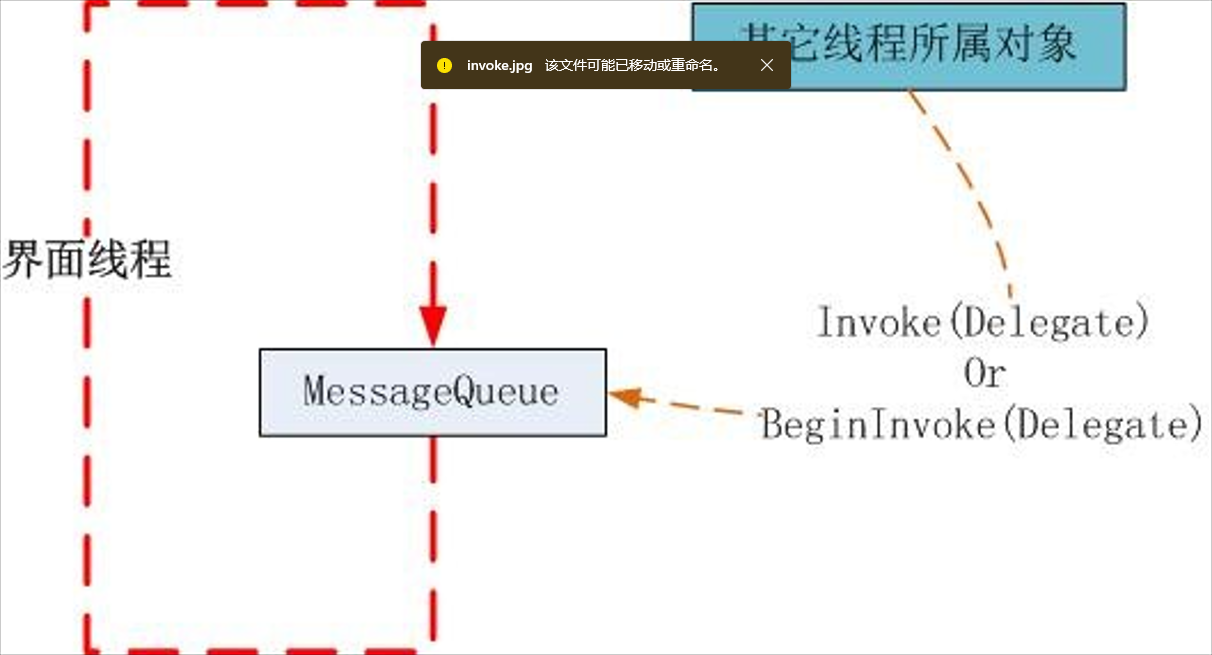 其它线程所属对象
invoke.jpg 该文件可能已移动或重命名。
界面线程
Invoke(Delegate)
Or
MessageQueue
BeginInvoke(Delegate)